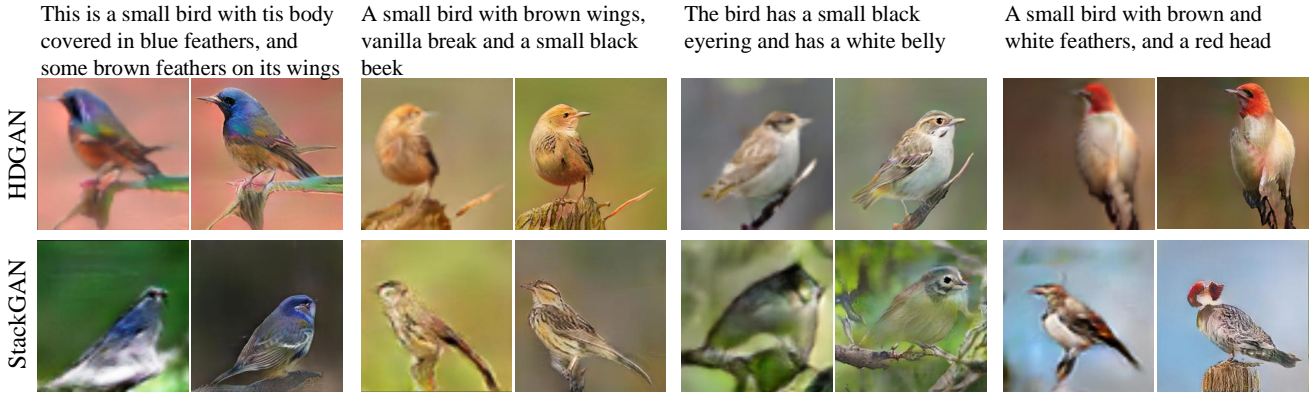 This is a small bird with tis body
covered in blue feathers, and
some brown feathers on its wings
A small bird with brown wings,
vanilla break and a small black
beek
The bird has a small black
eyering and has a white belly
A small bird with brown and
white feathers, and a red head
HDGAN
StackGAN